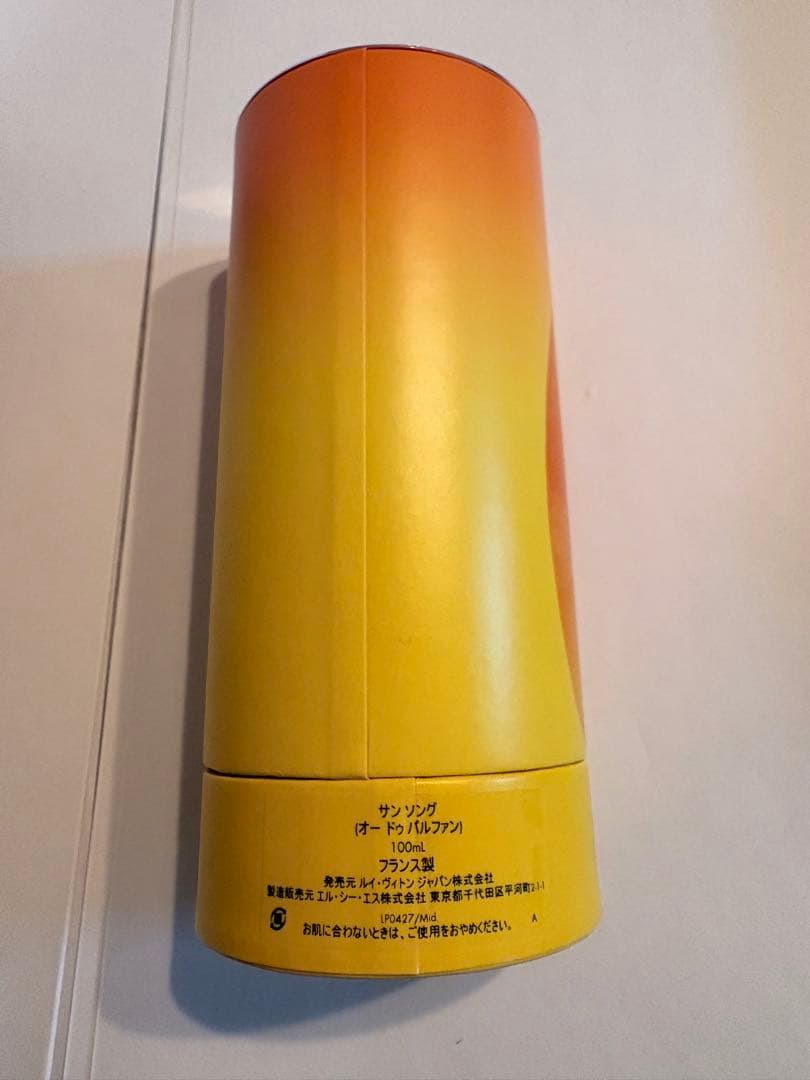 サン ソング
(オー ドゥ パルファン)
100mL
フランス製
発売元 ルイ・ヴィトン ジャパン株式会社
製造販売元 エル・シー・エス株式会社 東京都千代田区平河町2-1-1
LP0427/Mid. A
お肌に合わないときは、ご使用をおやめください。